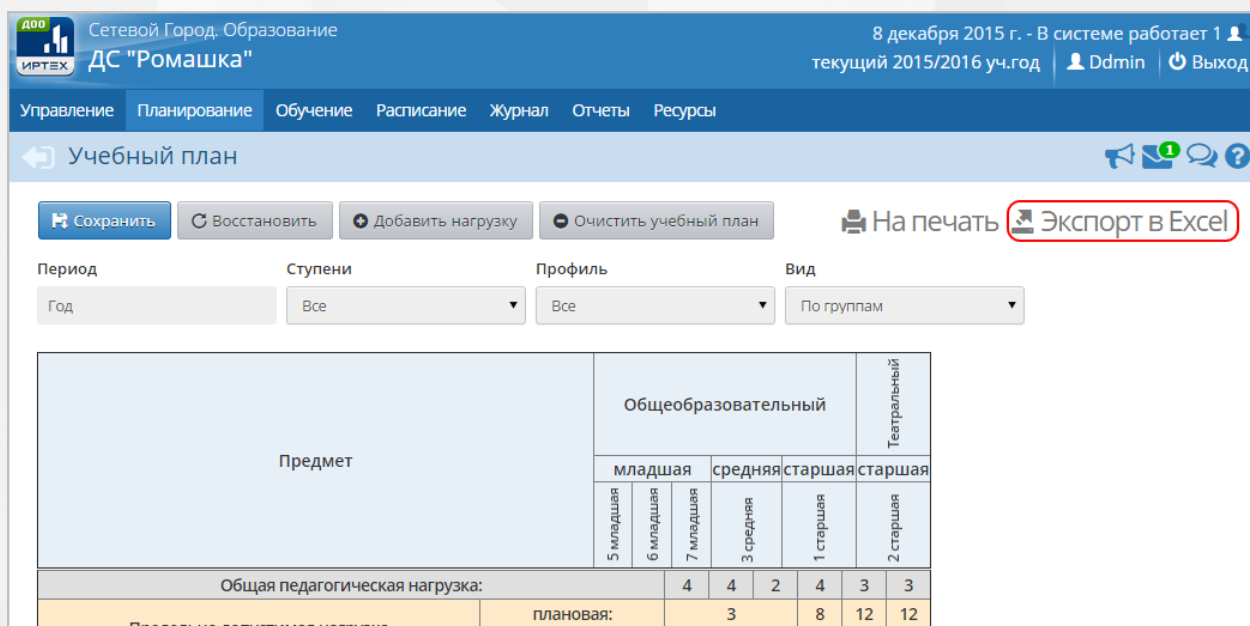 ДОО
ИРТЕХ
Сетевой Город. Образование
ДС "Ромашка"
8 декабря 2015 г. - В системе работает 1
текущий 2015/2016 уч.год
Ddmin
Выход
Управление Планирование Обучение Расписание Журнал Отчеты Ресурсы
Учебный план
1
?
Сохранить Восстановить Добавить нагрузку Очистить учебный план
На печать Экспорт в Excel
Период Ступени Профиль Вид
Год Все Все По группам
Предмет
Общеобразовательный Театральный
младшая средняя старшая старшая
5 младшая 6 младшая 7 младшая 3 средняя 1 старшая 2 старшая
Общая педагогическая нагрузка: 4 4 2 4 3 3
плановая: 3 8 12 12